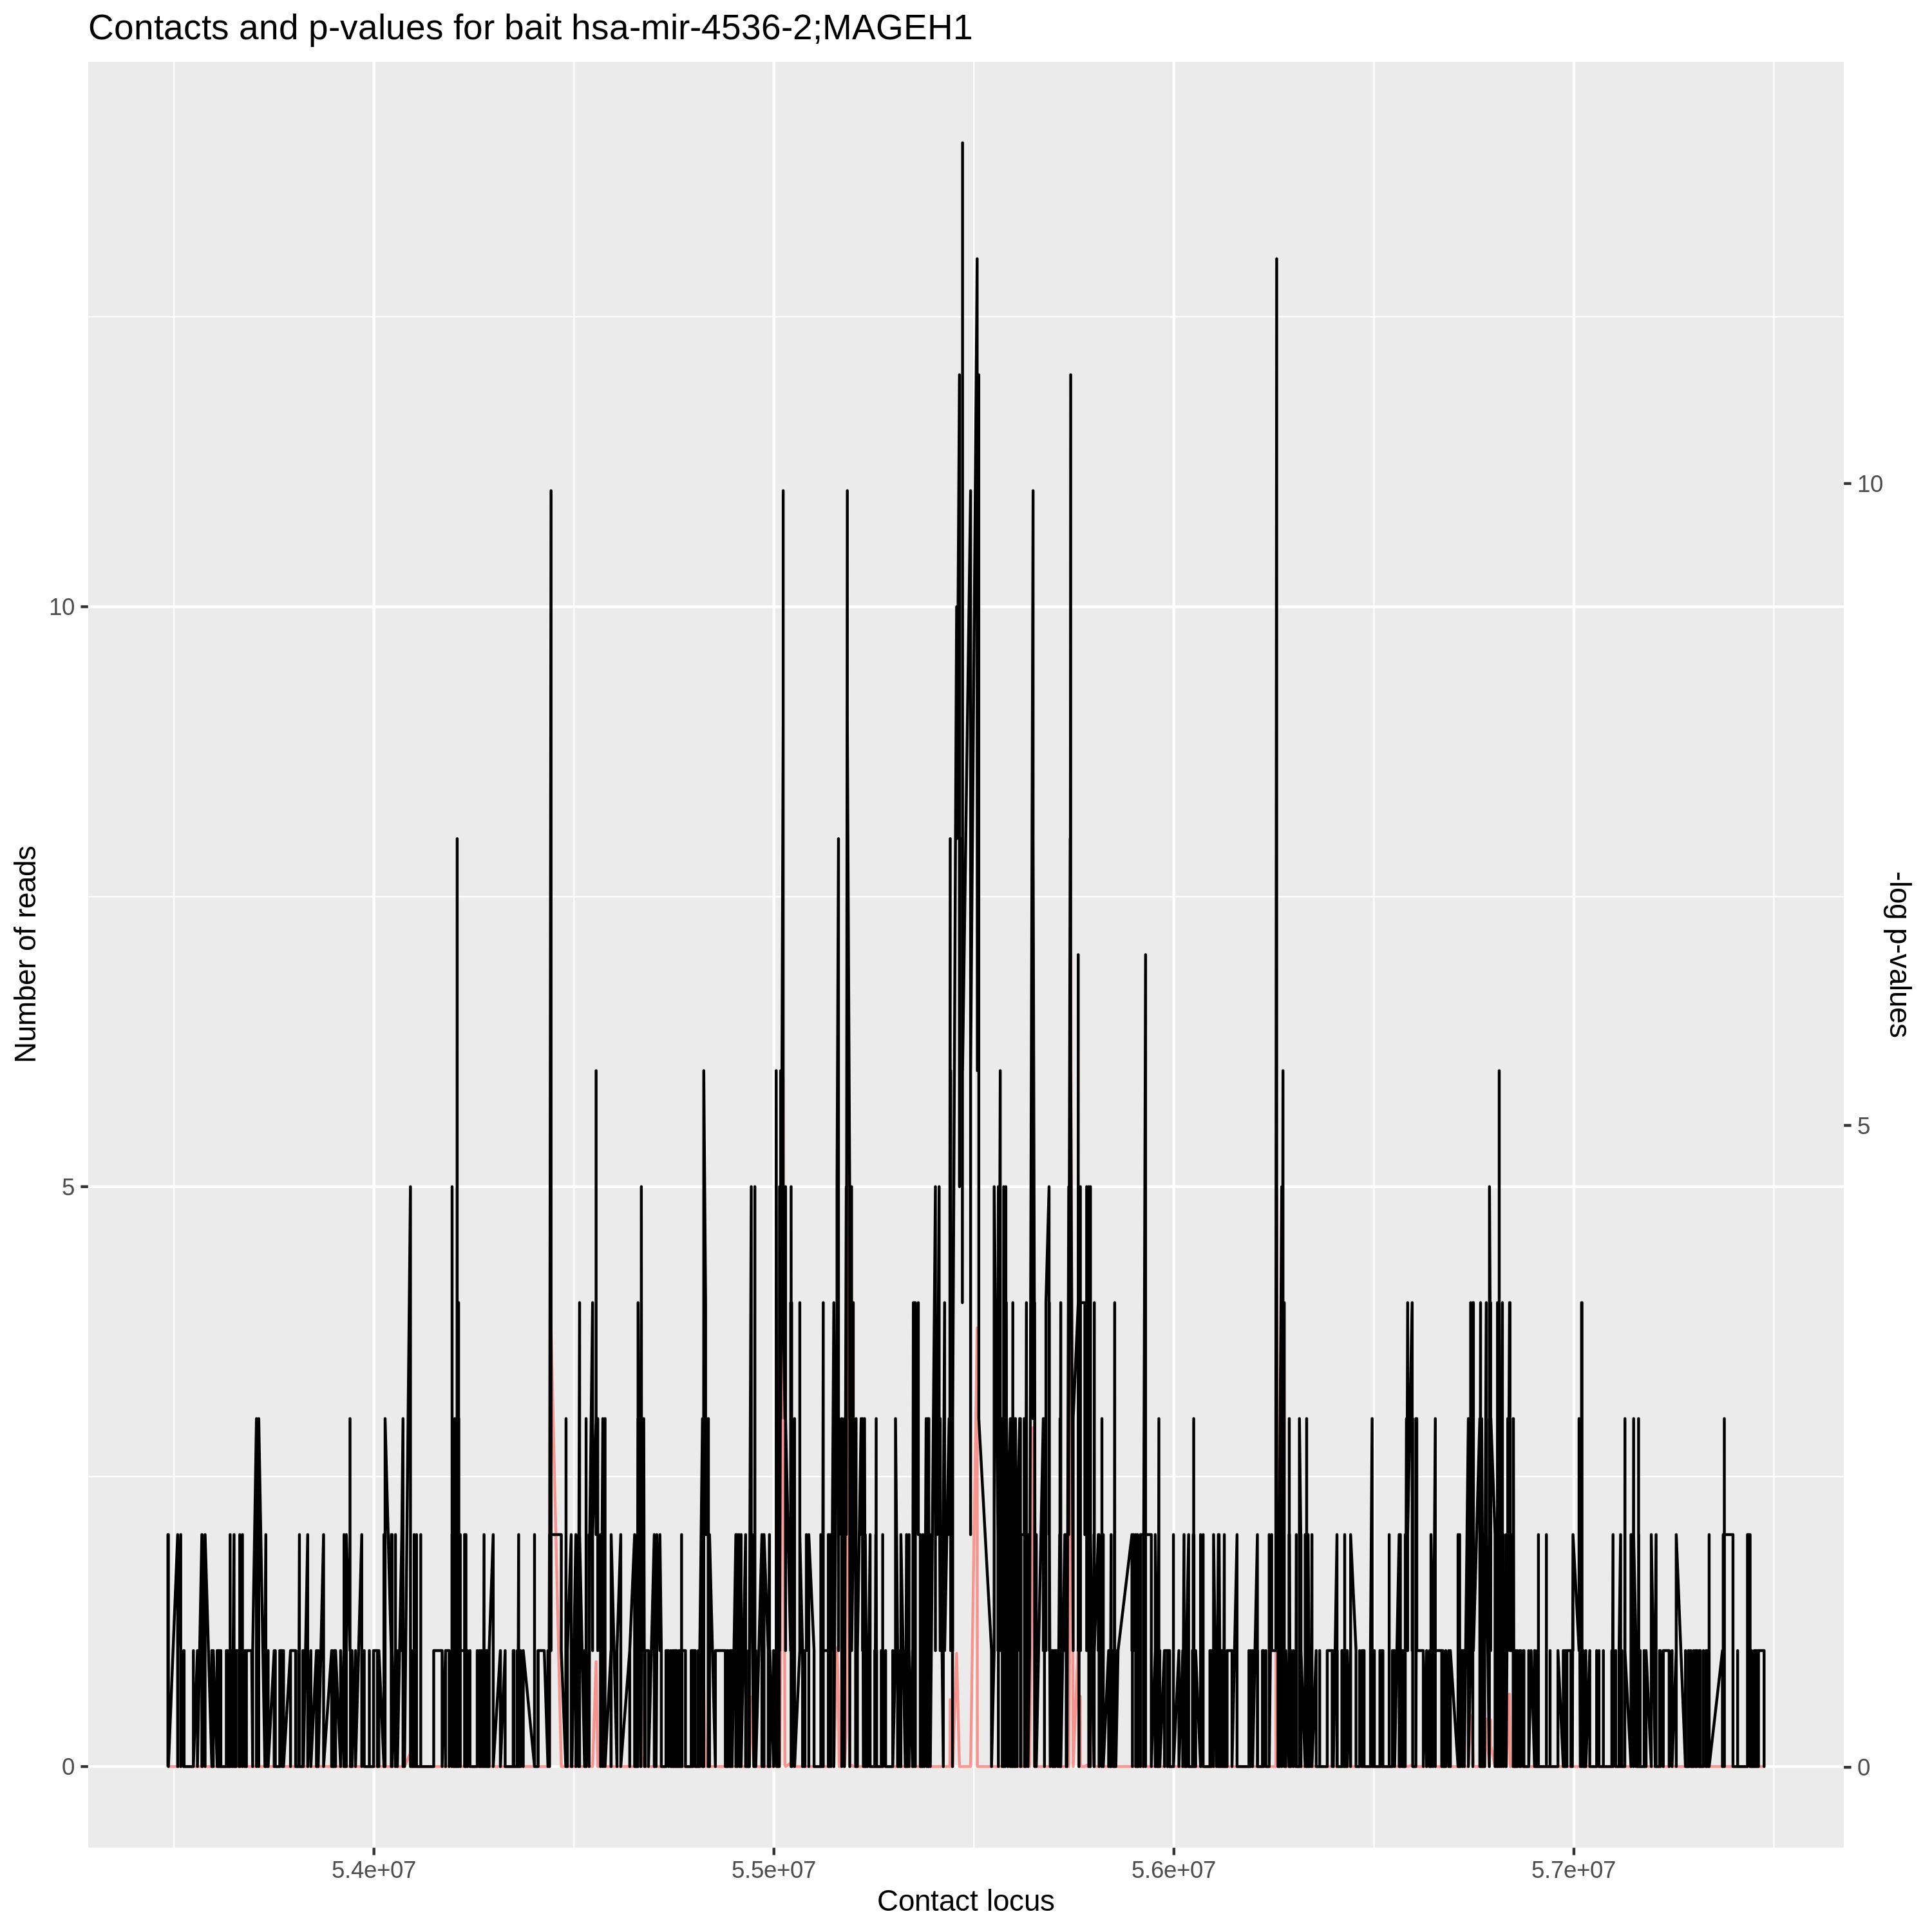 Contacts and p-values for bait hsa-mir-4536-2;MAGEH1
10
5
0
Number of reads
10
5
0
-log p-values
5.4e+07 5.5e+07 5.6e+07 5.7e+07
Contact locus